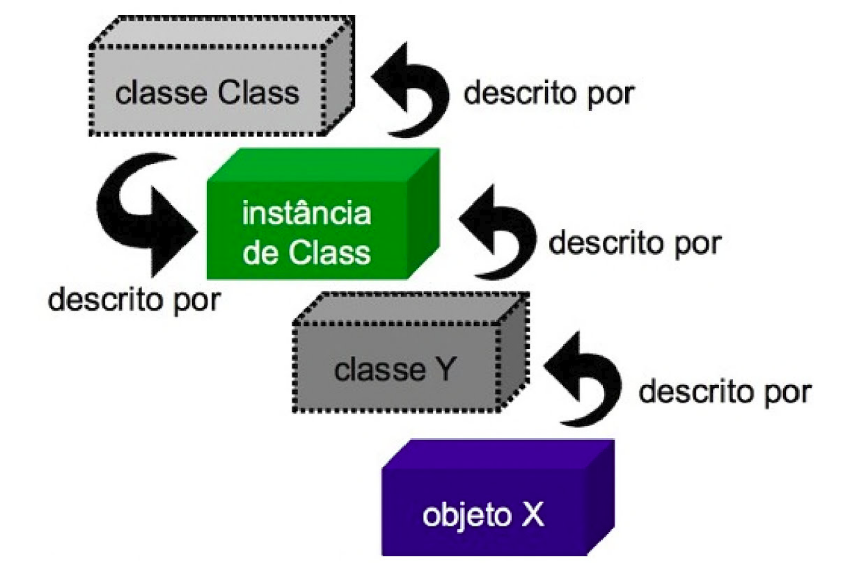 classe Class
descrito por
instância
de Class
descrito por
descrito por
classe Y
descrito por
objeto X